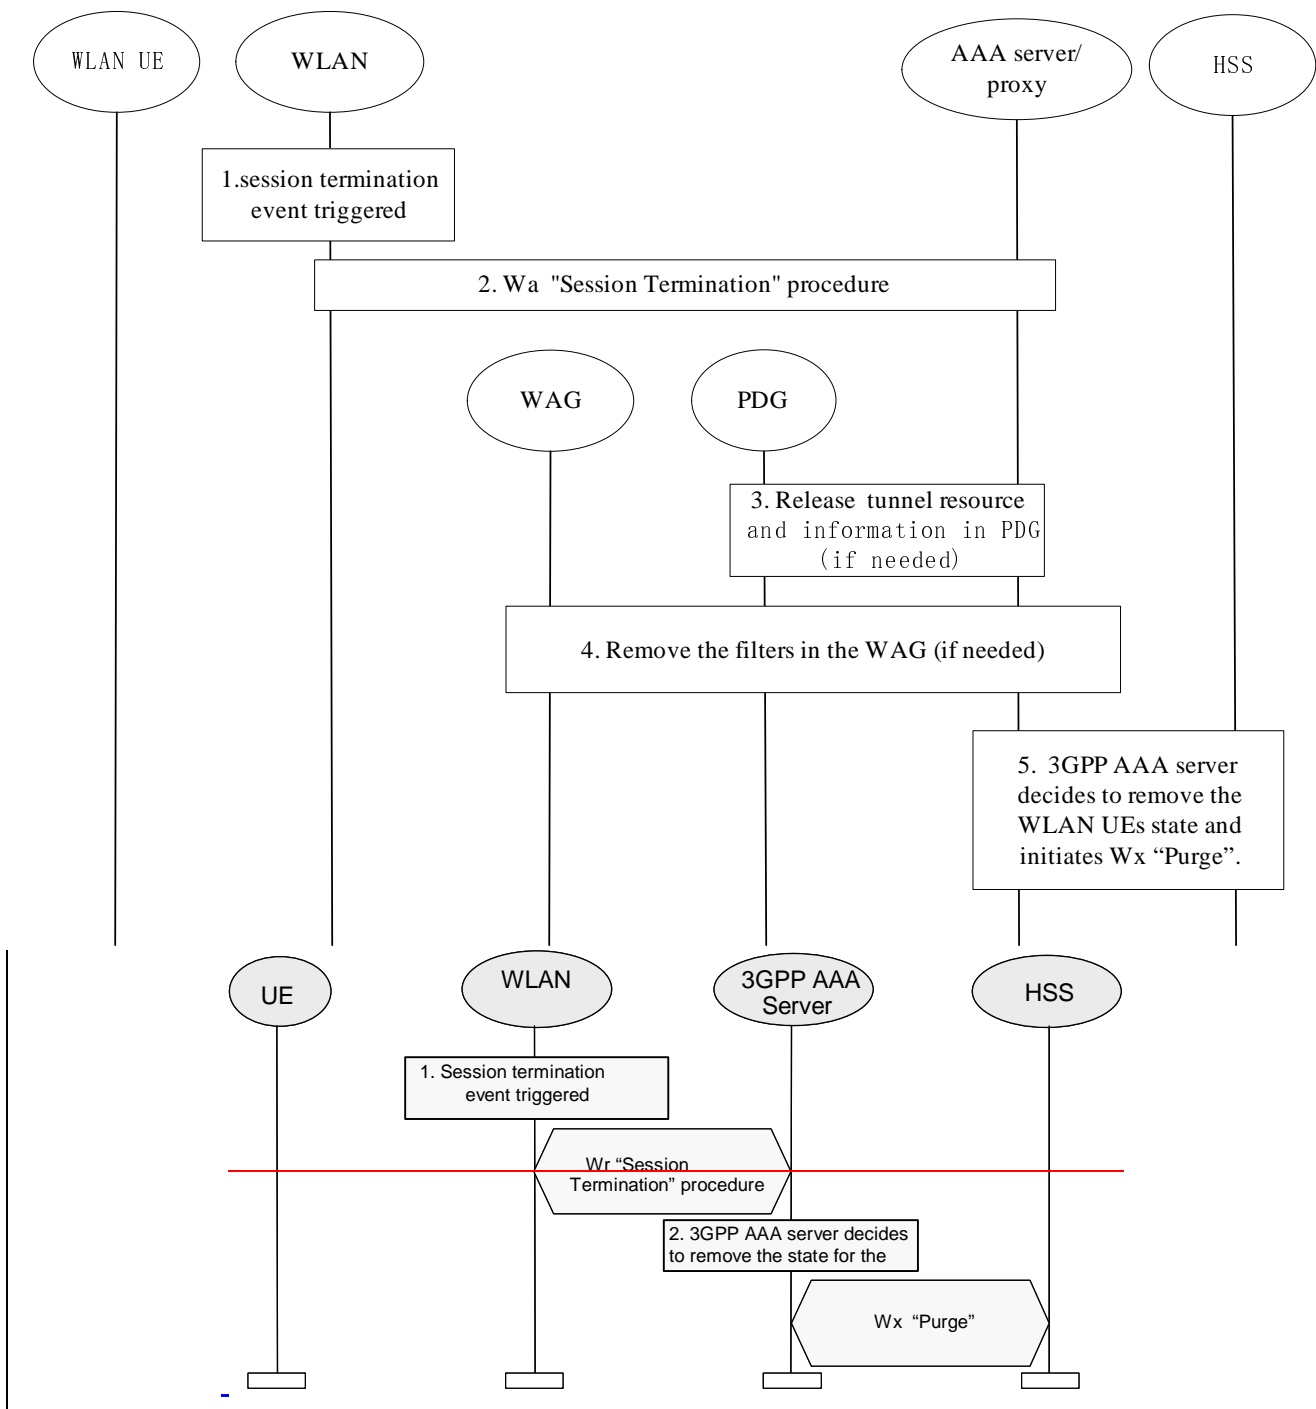 WLAN UE
WLAN
AAA server/
proxy
HSS
1.session termination
event triggered
2. Wa "Session Termination" procedure
WAG
PDG
3. Release tunnel resource
and information in PDG
(if needed)
4. Remove the filters in the WAG (if needed)
5. 3GPP AAA server
decides to remove the
WLAN UEs state and
initiates Wx “Purge”.
UE
WLAN
3GPP AAA
Server
HSS
1. Session termination
event triggered
Wr “Session
Termination” procedure
2. 3GPP AAA server decides
to remove the state for the
Wx “Purge”